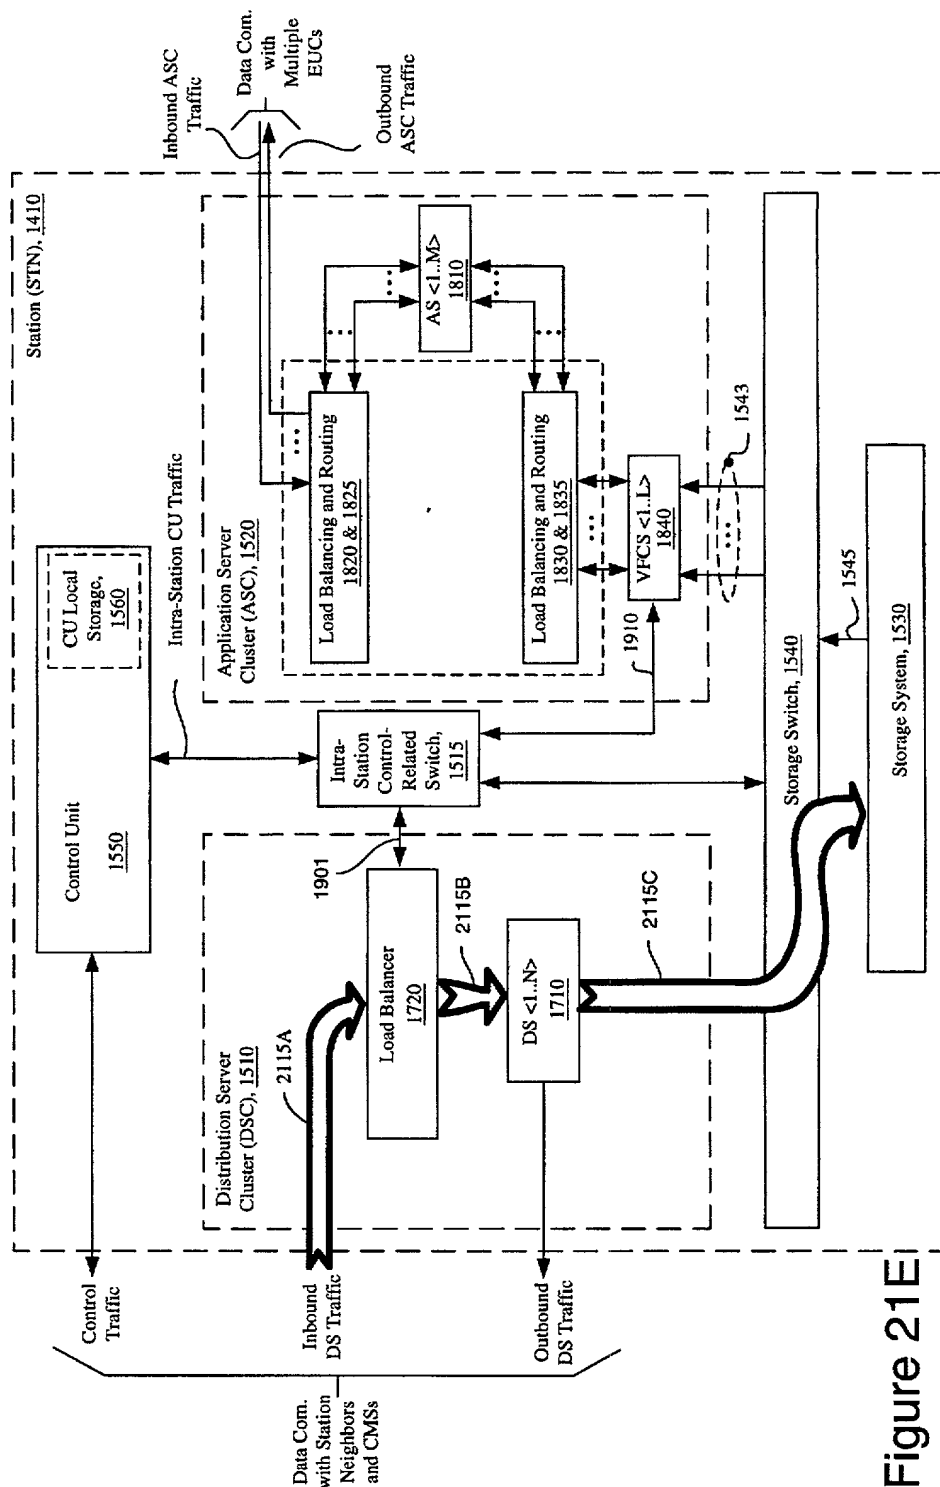 Station (STN), 1410
Control Unit
1550
CU Local
Storage,
1560
Intra-Station CU Traffic
Control
Traffic
Inbound
DS Traffic
Outbound
DS Traffic
Data Com.
with Station
Neighbors
and CMSs
Distribution Server
Cluster (DSC), 1510
2115A
Load Balancer
1720
1901
2115B
DS <1..N>
1710
2115C
Intra-
Station
Control-
Related
Switch,
1515
Application Server
Cluster (ASC), 1520
Load Balancing and Routing
1820 & 1825
...
AS <1..M>
1810
...
...
...
...
Load Balancing and Routing
1830 & 1835
...
VFCS <1..L>
1840
1910
...
1543
Inbound ASC
Traffic
Data Com.
with
Multiple
EUCs
Outbound
ASC Traffic
Storage Switch, 1540
1545
Storage System, 1530
Figure 21E